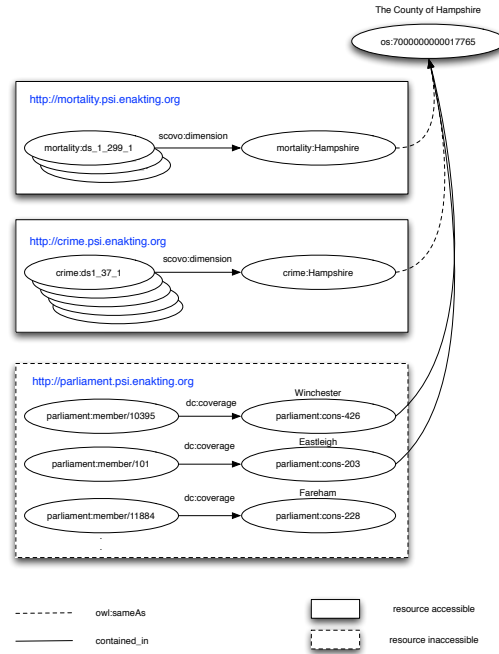 The County of Hampshire
os:7000000000017765
http://mortality.psi.enakting.org
scovo:dimension
mortality:ds_1_299_1
mortality:Hampshire
http://crime.psi.enakting.org
scovo:dimension
crime:ds1_37_1
crime:Hampshire
http://parliament.psi.enakting.org
Winchester
dc:coverage
parliament:member/10395
parliament:cons-426
Eastleigh
dc:coverage
parliament:member/101
parliament:cons-203
Fareham
dc:coverage
parliament:member/11884
parliament:cons-228
.
.
owl:sameAs
resource accessible
contained_in
resource inaccessible